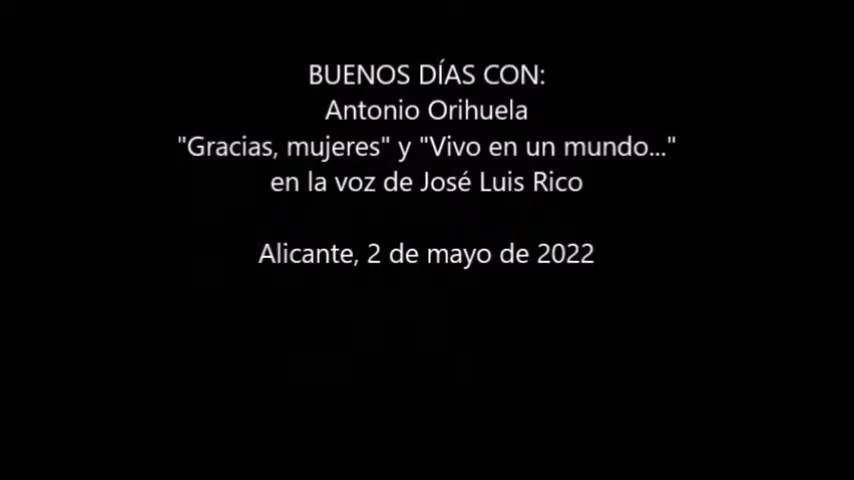 BUENOS DÍAS CON:
Antonio Orihuela
"Gracias, mujeres" y "Vivo en un mundo..."
en la voz de José Luis Rico
Alicante, 2 de mayo de 2022